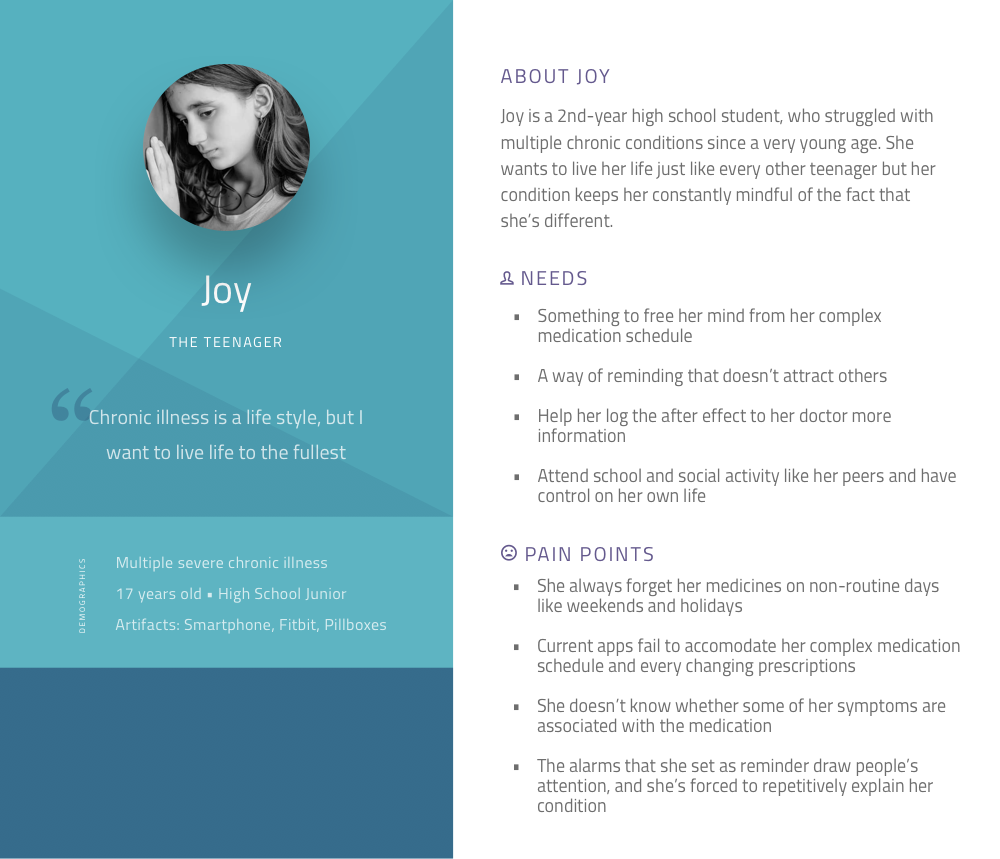 Joy
THE TEENAGER
“Chronic illness is a life style, but I
want to live life to the fullest
DEMOGRAPHICS
Multiple severe chronic illness
17 years old ▪ High School Junior
Artifacts: Smartphone, Fitbit, Pillboxes
ABOUT JOY
Joy is a 2nd-year high school student, who struggled with
multiple chronic conditions since a very young age. She
wants to live her life just like every other teenager but her
condition keeps her constantly mindful of the fact that
she’s different.
NEEDS
▪ Something to free her mind from her complex
medication schedule
▪ A way of reminding that doesn’t attract others
▪ Help her log the after effect to her doctor more
information
▪ Attend school and social activity like her peers and have
control on her own life
PAIN POINTS
▪ She always forget her medicines on non-routine days
like weekends and holidays
▪ Current apps fail to accomodate her complex medication
schedule and every changing prescriptions
▪ She doesn’t know whether some of her symptoms are
associated with the medication
▪ The alarms that she set as reminder draw people’s
attention, and she’s forced to repetitively explain her
condition